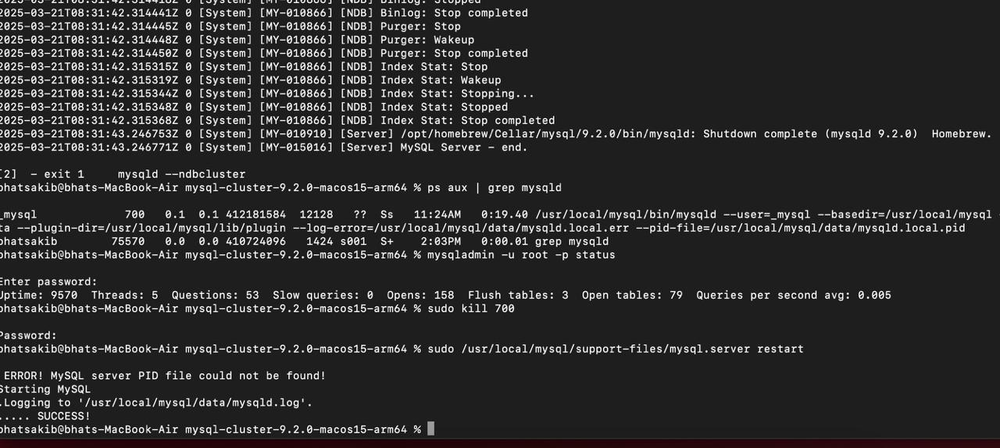 2025-03-21T08:31:42.314441Z 0 [System] [MY-010866] [NDB] Binlog: Stop completed
2025-03-21T08:31:42.314445Z 0 [System] [MY-010866] [NDB] Purger: Stop
2025-03-21T08:31:42.314448Z 0 [System] [MY-010866] [NDB] Purger: Wakeup
2025-03-21T08:31:42.314450Z 0 [System] [MY-010866] [NDB] Purger: Stop completed
2025-03-21T08:31:42.315315Z 0 [System] [MY-010866] [NDB] Index Stat: Stop
2025-03-21T08:31:42.315319Z 0 [System] [MY-010866] [NDB] Index Stat: Wakeup
2025-03-21T08:31:42.315344Z 0 [System] [MY-010866] [NDB] Index Stat: Stopping...
2025-03-21T08:31:42.315348Z 0 [System] [MY-010866] [NDB] Index Stat: Stopped
2025-03-21T08:31:42.315368Z 0 [System] [MY-010866] [NDB] Index Stat: Stop completed
2025-03-21T08:31:43.246753Z 0 [System] [MY-010910] [Server] /opt/homebrew/Cellar/mysql/9.2.0/bin/mysqld: Shutdown complete (mysqld 9.2.0)  Homebrew.
2025-03-21T08:31:43.246771Z 0 [System] [MY-015016] [Server] MySQL Server - end.
[2]  - exit 1     mysqld --ndbcluster
bhatsakib@bhats-MacBook-Air mysql-cluster-9.2.0-macos15-arm64 % ps aux | grep mysqld
_mysql             700   0.1  0.1 412181584  12128   ??  Ss   11:24AM   0:19.40 /usr/local/mysql/bin/mysqld --user=_mysql --basedir=/usr/local/mysql
ta --plugin-dir=/usr/local/mysql/lib/plugin --log-error=/usr/local/mysql/data/mysqld.local.err --pid-file=/usr/local/mysql/data/mysqld.local.pid
bhatsakib        75570   0.0  0.0 410724096   1424 s001  S+    2:03PM   0:00.01 grep mysqld
bhatsakib@bhats-MacBook-Air mysql-cluster-9.2.0-macos15-arm64 % mysqladmin -u root -p status
Enter password:
Uptime: 9570  Threads: 5  Questions: 53  Slow queries: 0  Opens: 158  Flush tables: 3  Open tables: 79  Queries per second avg: 0.005
bhatsakib@bhats-MacBook-Air mysql-cluster-9.2.0-macos15-arm64 % sudo kill 700
Password:
bhatsakib@bhats-MacBook-Air mysql-cluster-9.2.0-macos15-arm64 % sudo /usr/local/mysql/support-files/mysql.server restart
ERROR! MySQL server PID file could not be found!
Starting MySQL
.Logging to '/usr/local/mysql/data/mysqld.log'.
..... SUCCESS!
bhatsakib@bhats-MacBook-Air mysql-cluster-9.2.0-macos15-arm64 %